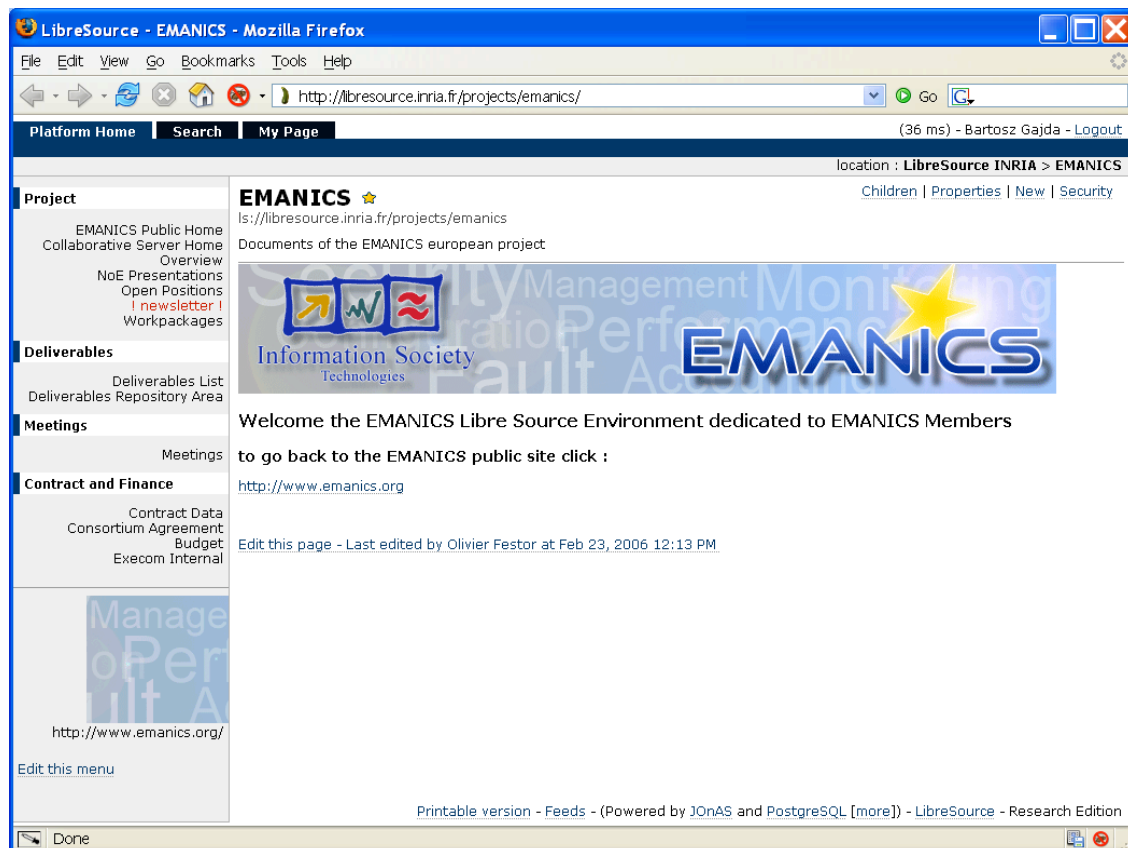 LibreSource - EMANICS - Mozilla Firefox
File Edit View Go Bookmarks Tools Help
http://libresource.inria.fr/projects/emanics/
Go
G
Platform Home Search My Page
(36 ms) - Bartosz Gajda - Logout
location : LibreSource INRIA > EMANICS
Project
EMANICS Public Home
Collaborative Server Home
Overview
NoE Presentations
Open Positions
! newsletter !
Workpackages
Deliverables
Deliverables List
Deliverables Repository Area
Meetings
Meetings
Contract and Finance
Contract Data
Consortium Agreement
Budget
Execom Internal
Manage
Per
ult
http://www.emanics.org/
Edit this menu
EMANICS
Children | Properties | New | Security
ls://libresource.inria.fr/projects/emanics
Documents of the EMANICS european project
Security Management Monitoring
Performance
Fault Accounting
Information Society
Technologies
EMANICS
Welcome the EMANICS Libre Source Environment dedicated to EMANICS Members
to go back to the EMANICS public site click :
http://www.emanics.org
Edit this page - Last edited by Olivier Festor at Feb 23, 2006 12:13 PM
Printable version - Feeds - (Powered by JOnAS and PostgreSQL [more]) - LibreSource - Research Edition
Done